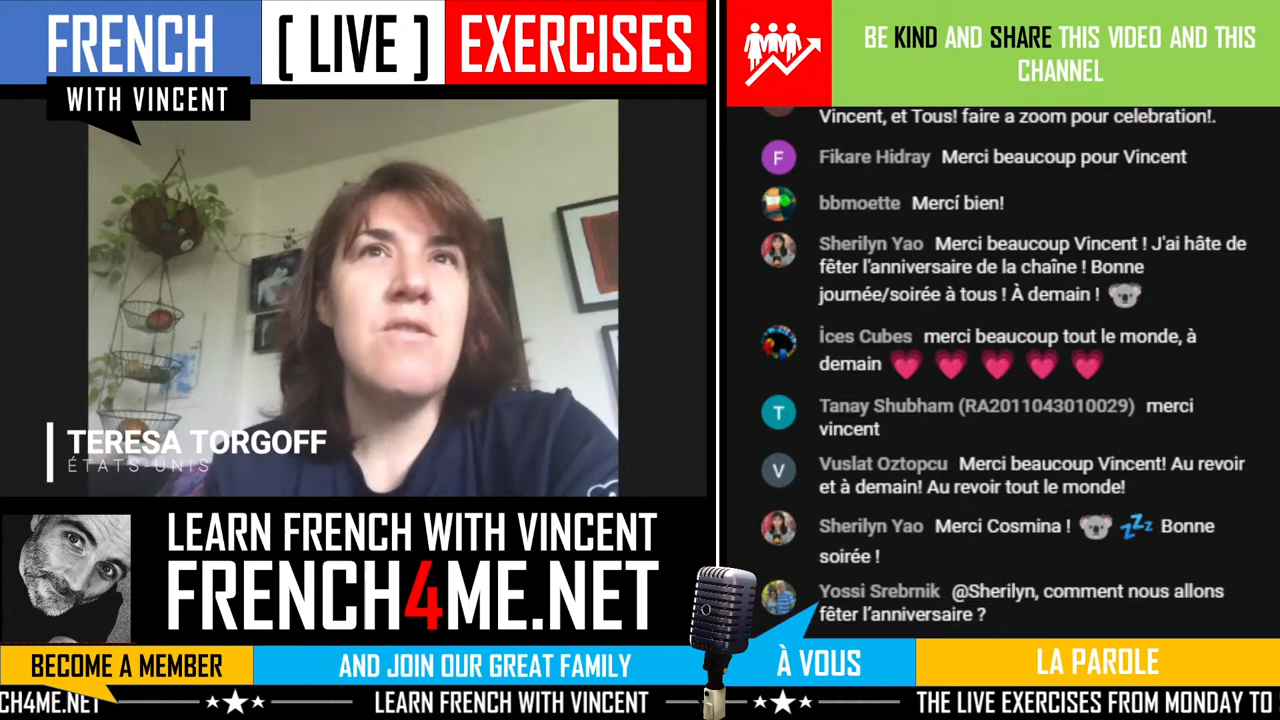 FRENCH
WITH VINCENT
[ LIVE ]
EXERCISES
BE KIND AND SHARE THIS VIDEO AND THIS
CHANNEL
TERESA TORGOFF
ÉTATS-UNIS
Vincent, et Tous! faire a zoom pour celebration!.
F
Fikare Hidray Merci beaucoup pour Vincent
bbmoette Mercí bien!
Sherilyn Yao Merci beaucoup Vincent ! J'ai hâte de
fêter l'anniversaire de la chaîne ! Bonne
journée/soirée à tous ! À demain !
İces Cubes merci beaucoup tout le monde, à
demain
T
Tanay Shubham (RA2011043010029) merci
vincent
V
Vuslat Oztopcu Merci beaucoup Vincent! Au revoir
et à demain! Au revoir tout le monde!
Sherilyn Yao Merci Cosmina ! 💤 Bonne
soirée !
Yossi Srebrnik @Sherilyn, comment nous allons
fêter l'anniversaire ?
LEARN FRENCH WITH VINCENT
FRENCH4ME.NET
BECOME A MEMBER
AND JOIN OUR GREAT FAMILY
À VOUS
LA PAROLE
CH4ME.NET
LEARN FRENCH WITH VINCENT
THE LIVE EXERCISES FROM MONDAY TO